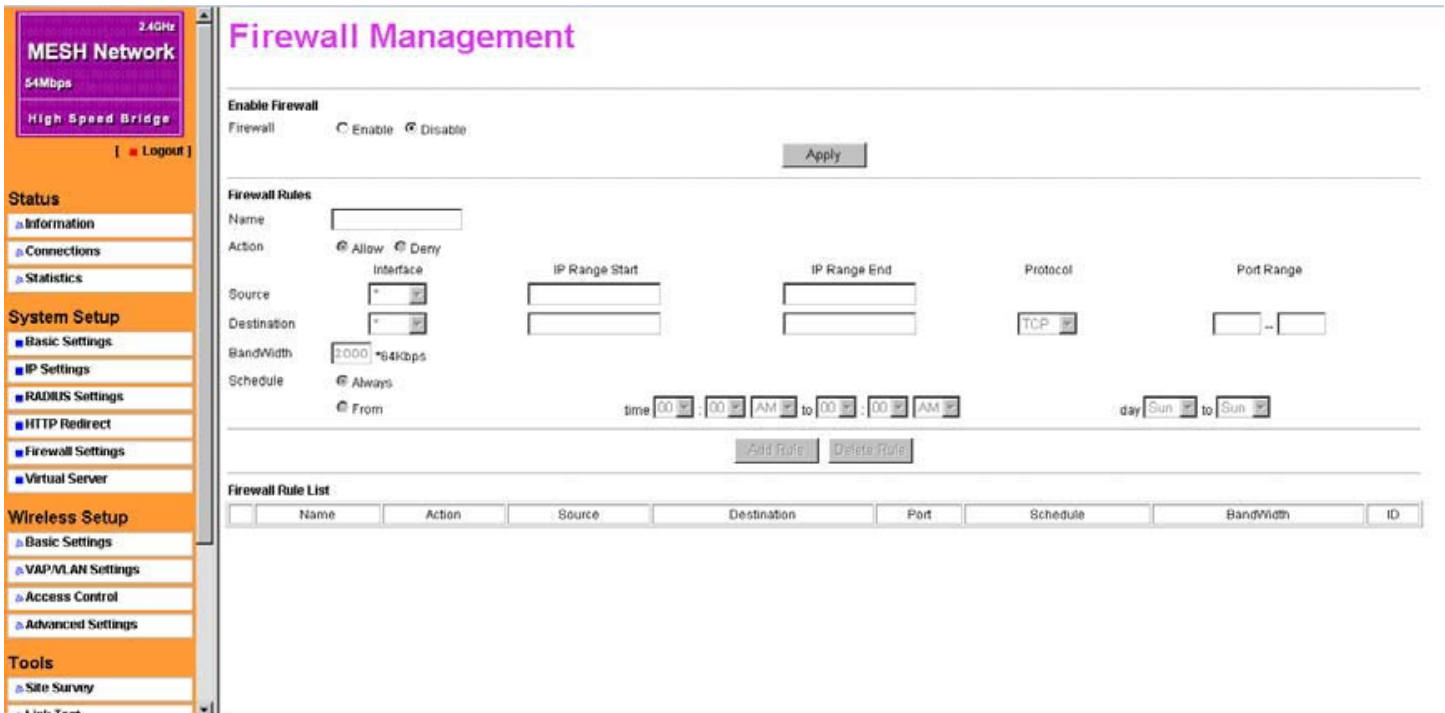 2.4GHz
MESH Network
54Mbps
High Speed Bridge
[ Logout ]
Status
Information
Connections
Statistics
System Setup
Basic Settings
IP Settings
RADIUS Settings
HTTP Redirect
Firewall Settings
Virtual Server
Wireless Setup
Basic Settings
VAP/VLAN Settings
Access Control
Advanced Settings
Tools
Site Survey
Link Test
Firewall Management
Enable Firewall
Firewall Enable Disable
Apply
Firewall Rules
Name
Action Allow Deny
Interface IP Range Start IP Range End Protocol Port Range
Source *
Destination * TCP --
BandWidth 2000 *64Kbps
Schedule Always
From time 00 : 00 AM to 00 : 00 AM day Sun to Sun
Add Rule Delete Rule
Firewall Rule List
Name Action Source Destination Port Schedule BandWidth ID